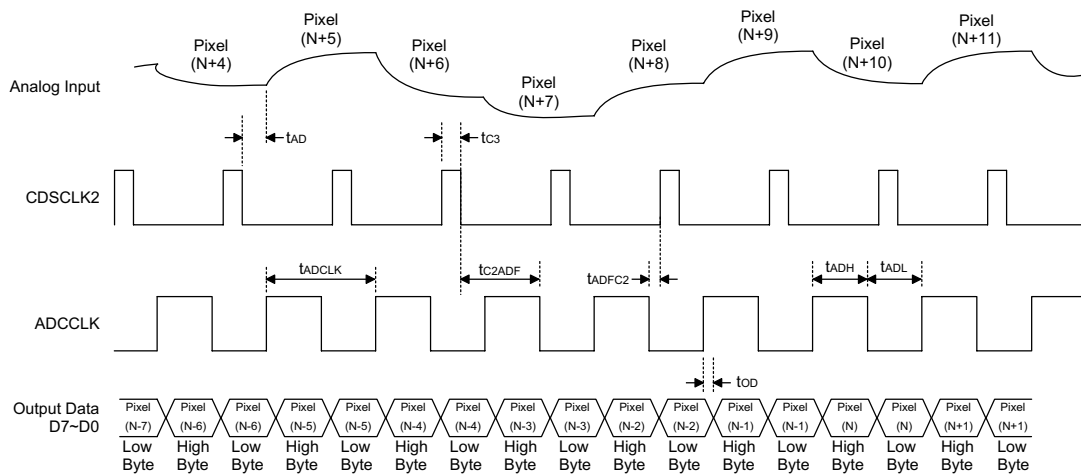 Pixel
(N+4)
Pixel
(N+5)
Pixel
(N+6)
Pixel
(N+7)
Pixel
(N+8)
Pixel
(N+9)
Pixel
(N+10)
Pixel
(N+11)
Analog Input
tAD
tC3
CDSCLK2
tADCLK
tC2ADF
tADFC2
tADH
tADL
ADCCLK
tOD
Output Data
D7~D0
Pixel Pixel Pixel Pixel Pixel Pixel Pixel Pixel Pixel Pixel Pixel Pixel Pixel Pixel Pixel Pixel Pixel
(N-7) (N-6) (N-6) (N-5) (N-5) (N-4) (N-4) (N-3) (N-3) (N-2) (N-2) (N-1) (N-1) (N) (N) (N+1) (N+1)
Low High Low High Low High Low High Low High Low High Low High Low High Low
Byte Byte Byte Byte Byte Byte Byte Byte Byte Byte Byte Byte Byte Byte Byte Byte Byte